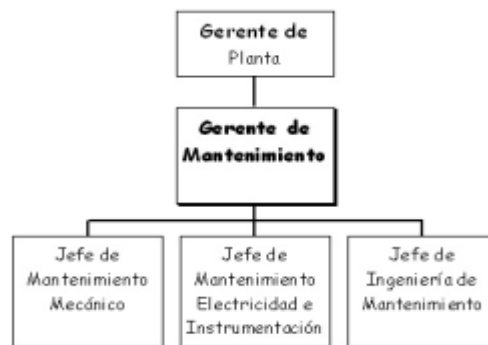 Gerente de
Planta
Gerente de
Mantenimiento
Jefe de
Mantenimiento
Mecánico
Jefe de
Mantenimiento
Electricidad e
Instrumentación
Jefe de
Ingeniería de
Mantenimiento